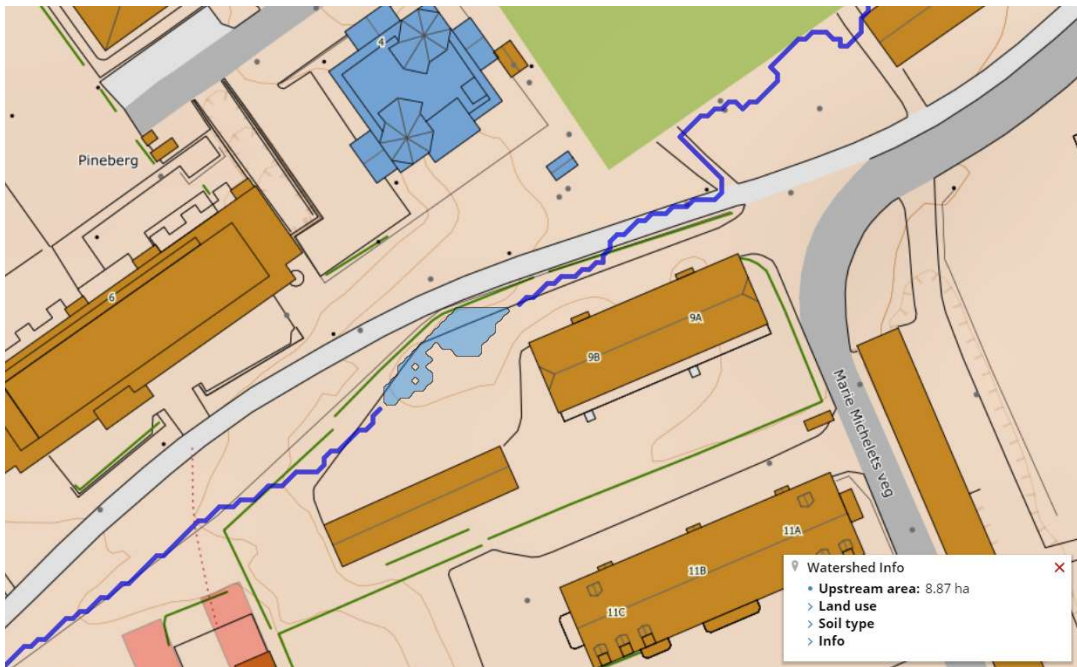 4
Pineberg
6
9A
9B
Marie Michelets veg
11A
11B
11C
Watershed Info
Upstream area: 8.87 ha
Land use
Soil type
Info